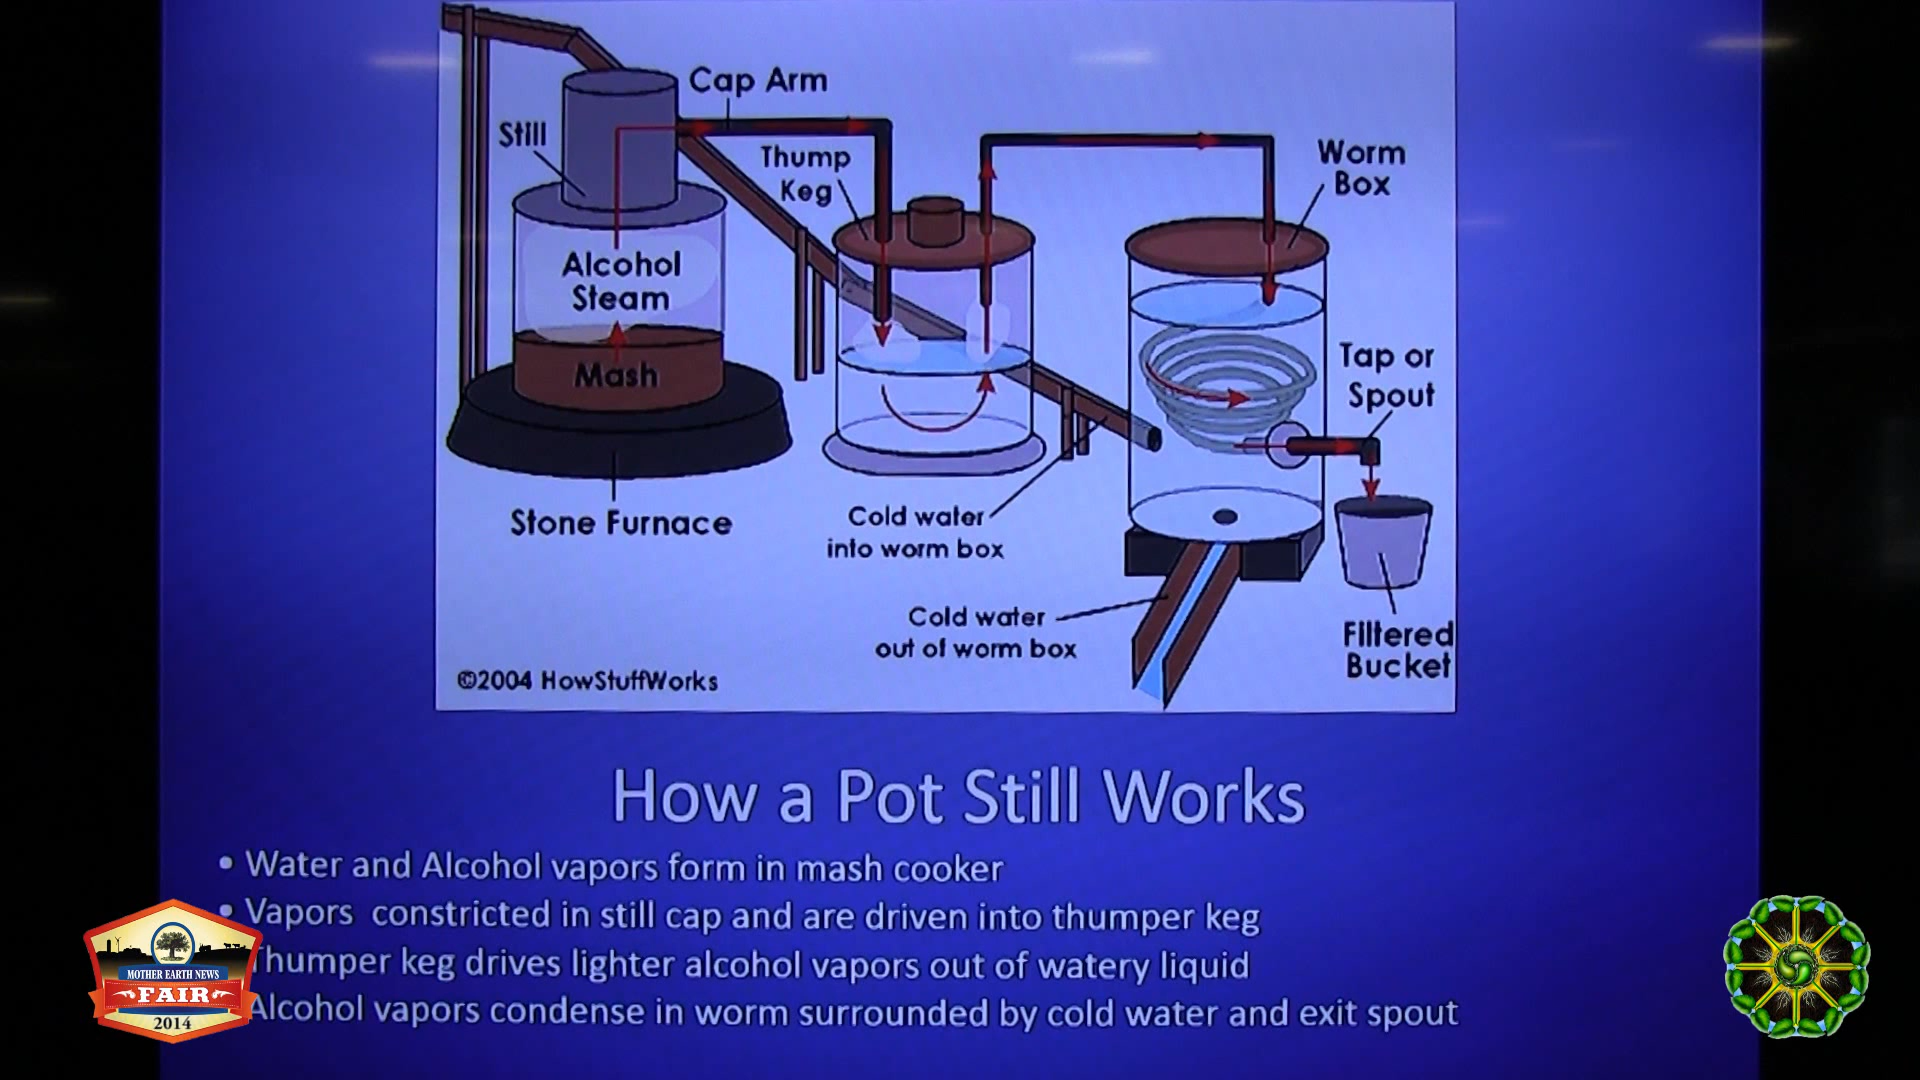 Cap Arm
Still
Thump
Keg
Worm
Box
Alcohol
Steam
Mash
Tap or
Spout
Stone Furnace
Cold water
into worm box
Cold water
out of worm box
Filtered
Bucket
©2004 HowStuffWorks
How a Pot Still Works
• Water and Alcohol vapors form in mash cooker
• Vapors constricted in still cap and are driven into thumper keg
Thumper keg drives lighter alcohol vapors out of watery liquid
Alcohol vapors condense in worm surrounded by cold water and exit spout
MOTHER EARTH NEWS
FAIR
2014